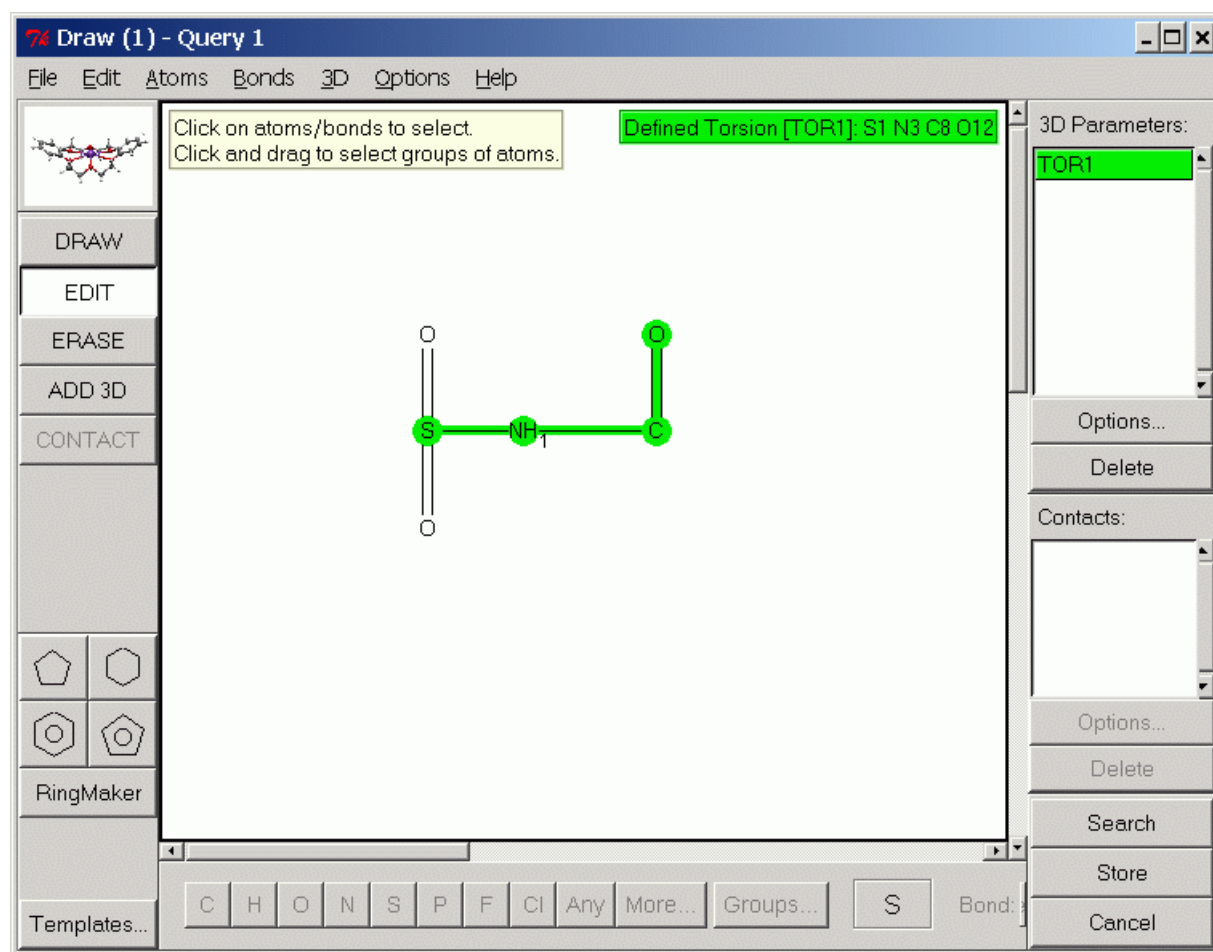 Draw (1) - Query 1
File Edit Atoms Bonds 3D Options Help
Click on atoms/bonds to select.
Click and drag to select groups of atoms.
Defined Torsion [TOR1]: S1 N3 C8 O12
3D Parameters:
TOR1
DRAW
EDIT
ERASE
ADD 3D
CONTACT
O
O
S
NH1
C
O
Options...
Delete
Contacts:
Options...
Delete
RingMaker
Search
Store
Cancel
Templates...
C H O N S P F Cl Any More... Groups... S Bond: